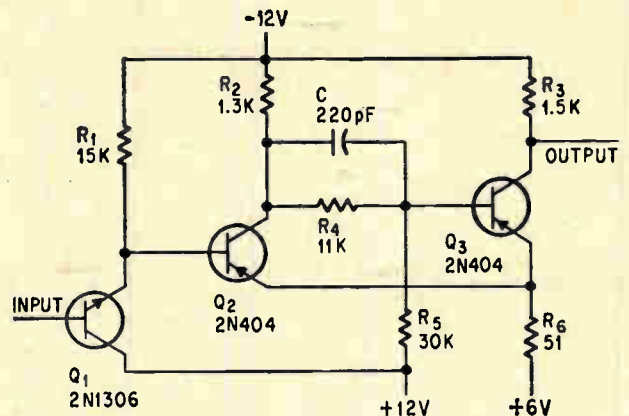 -12V
R2
1.3K
C
220pF
R3
1.5K
R1
15K
OUTPUT
R4
11K
Q3
2N404
INPUT
Q2
2N404
R5
30K
R6
51
Q1
2N1306
+12V
+6V